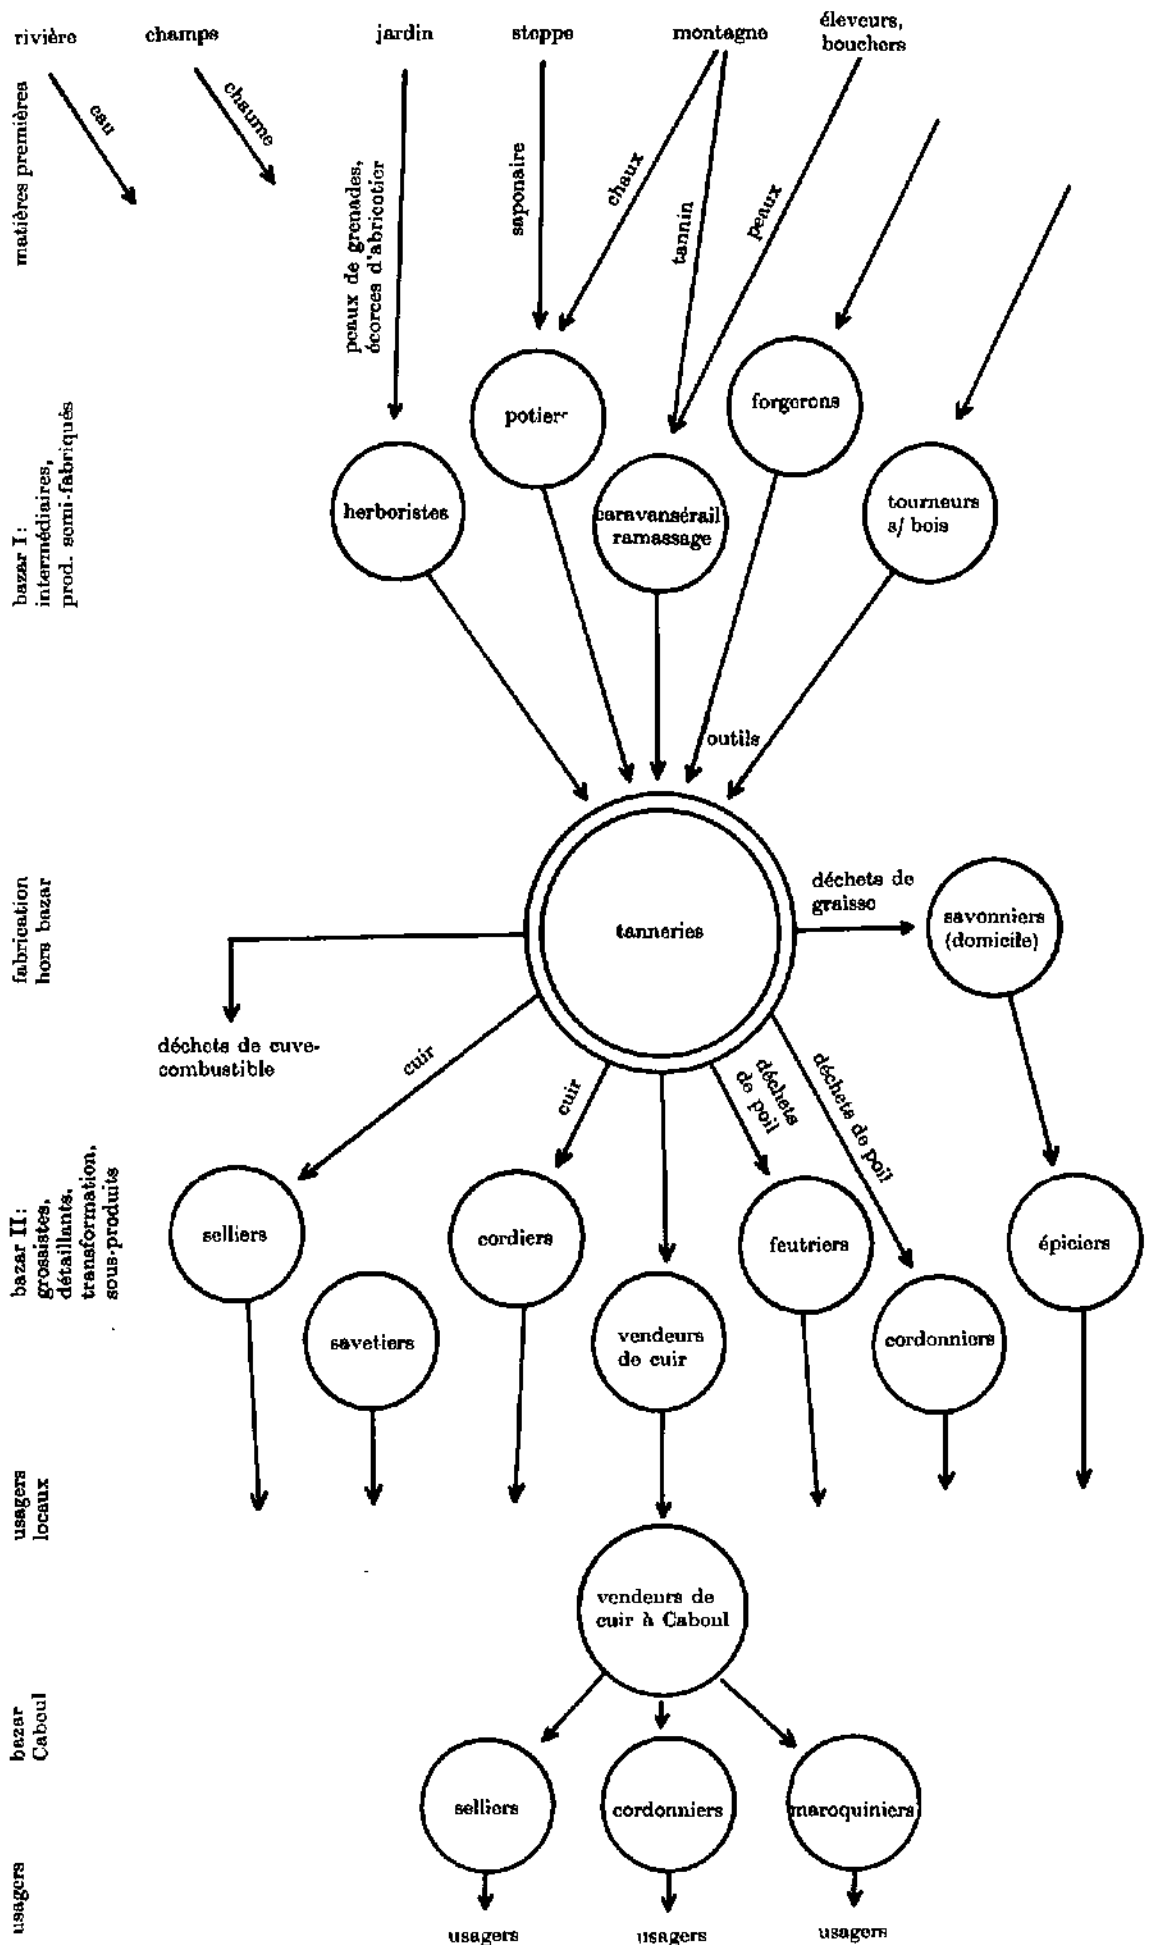 rivière
champs
jardin
steppe
montagne
éleveurs,
bouchers
matières premières
eau
chaume
peaux de grenades,
écorces d'abricotier
saponaire
chaux
tannin
peaux
bazar I:
intermédiaires,
prod. semi-fabriqués
herboristes
potiers
caravansérail
ramassage
forgerons
tourneurs
s/ bois
outils
fabrication
hors bazar
tanneries
déchets de
graisse
savonniers
(domicile)
déchets de cuve-
combustible
cuir
cuir
déchets
de poil
déchets de poil
bazar II:
grossistes,
détaillants,
transformation,
sous-produits
selliers
savetiers
cordiers
vendeurs
de cuir
feutriers
cordonniers
épiciers
usagers
locaux
vendeurs de
cuir à Caboul
bazar
Caboul
selliers
cordonniers
maroquiniers
usagers
usagers
usagers
usagers